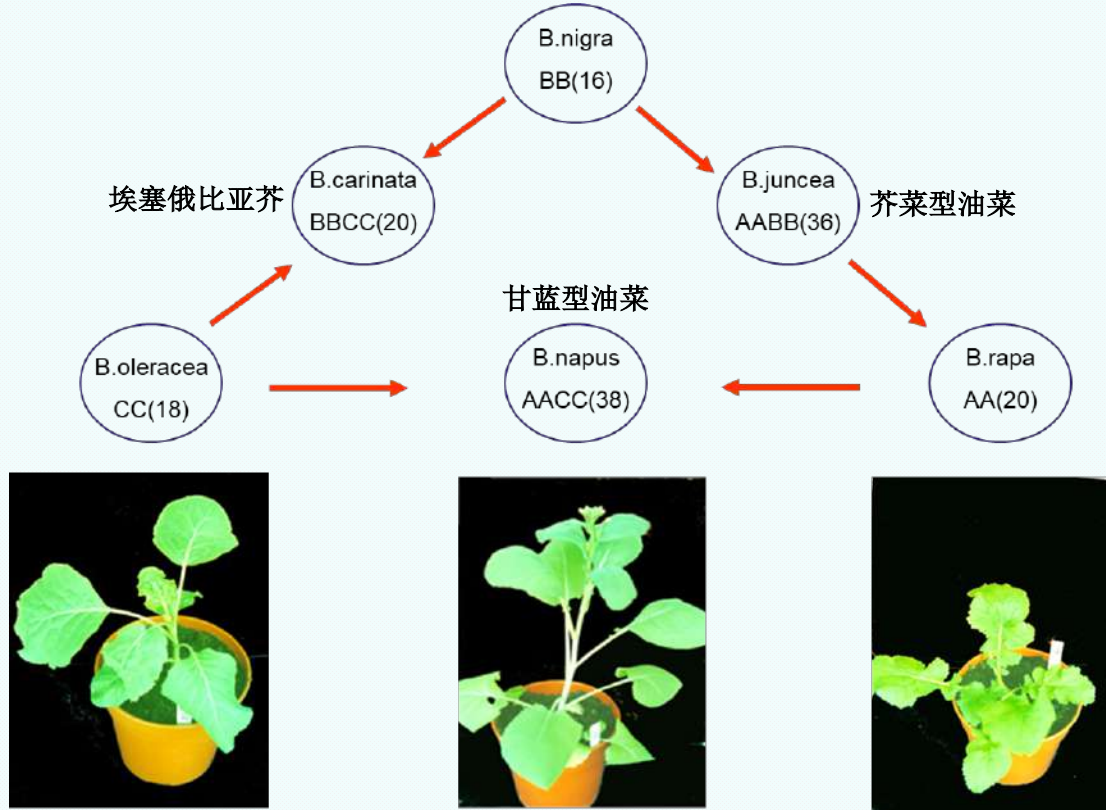 B.nigra
BB(16)
埃塞俄比亚芥
B.carinata
BBCC(20)
B.juncea
AABB(36)
芥菜型油菜
甘蓝型油菜
B.oleracea
CC(18)
B.napus
AACC(38)
B.rapa
AA(20)